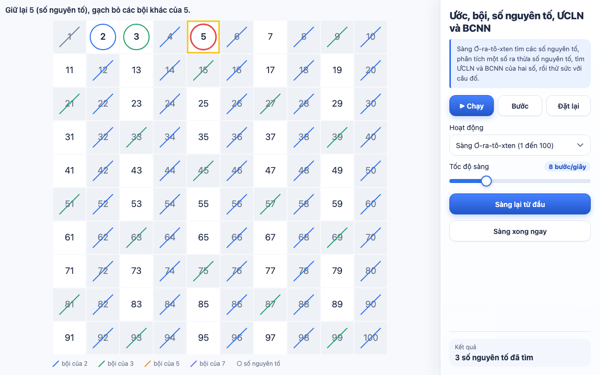 Giữ lại 5 (số nguyên tố), gạch bỏ các bội khác của 5.
1 2 3 4 5 6 7 8 9 10
11 12 13 14 15 16 17 18 19 20
21 22 23 24 25 26 27 28 29 30
31 32 33 34 35 36 37 38 39 40
41 42 43 44 45 46 47 48 49 50
51 52 53 54 55 56 57 58 59 60
61 62 63 64 65 66 67 68 69 70
71 72 73 74 75 76 77 78 79 80
81 82 83 84 85 86 87 88 89 90
91 92 93 94 95 96 97 98 99 100
bội của 2 bội của 3 bội của 5 bội của 7 số nguyên tố
Ước, bội, số nguyên tố, ƯCLN
và BCNN
Sàng Ơ-ra-tô-xten tìm các số nguyên tố,
phân tích một số ra thừa số nguyên tố, tìm
ƯCLN và BCNN của hai số, rồi thử sức với
câu đố.
Chạy Bước Đặt lại
Hoạt động
Sàng Ơ-ra-tô-xten (1 đến 100)
Tốc độ sàng 8 bước/giây
Sàng lại từ đầu
Sàng xong ngay
Kết quả
3 số nguyên tố đã tìm